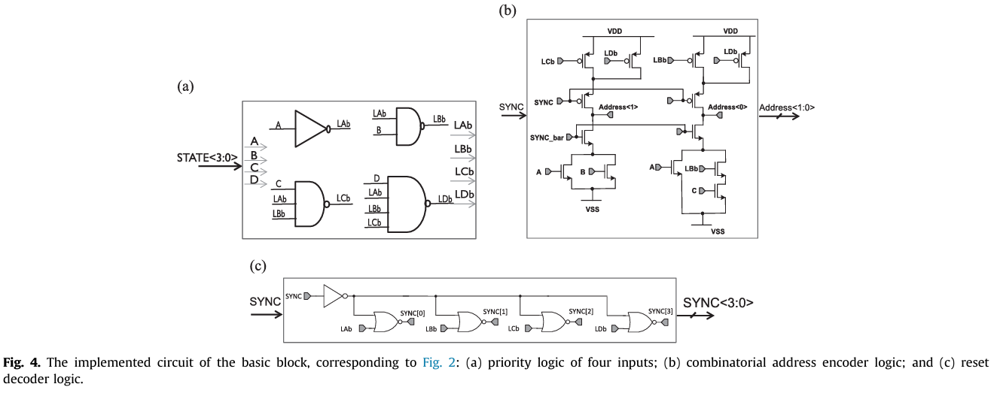 (a)
STATE<3:0>
A
B
C
D
A
LAb
LAb
B
LBb
C
LAb
LBb
LCb
D
LAb
LBb
LCb
LDb
LAb
LBb
LCb
LDb
(b)
SYNC
VDD
VDD
LCb
LDb
LBb
LDb
SYNC
Address<1>
Address<0>
SYNC_bar
A
B
A
LBb
C
VSS
VSS
Address<1:0>
(c)
SYNC
SYNC
LAb
SYNC[0]
LBb
SYNC[1]
LCb
SYNC[2]
LDb
SYNC[3]
SYNC<3:0>
Fig. 4. The implemented circuit of the basic block, corresponding to Fig. 2: (a) priority logic of four inputs; (b) combinatorial address encoder logic; and (c) reset
decoder logic.